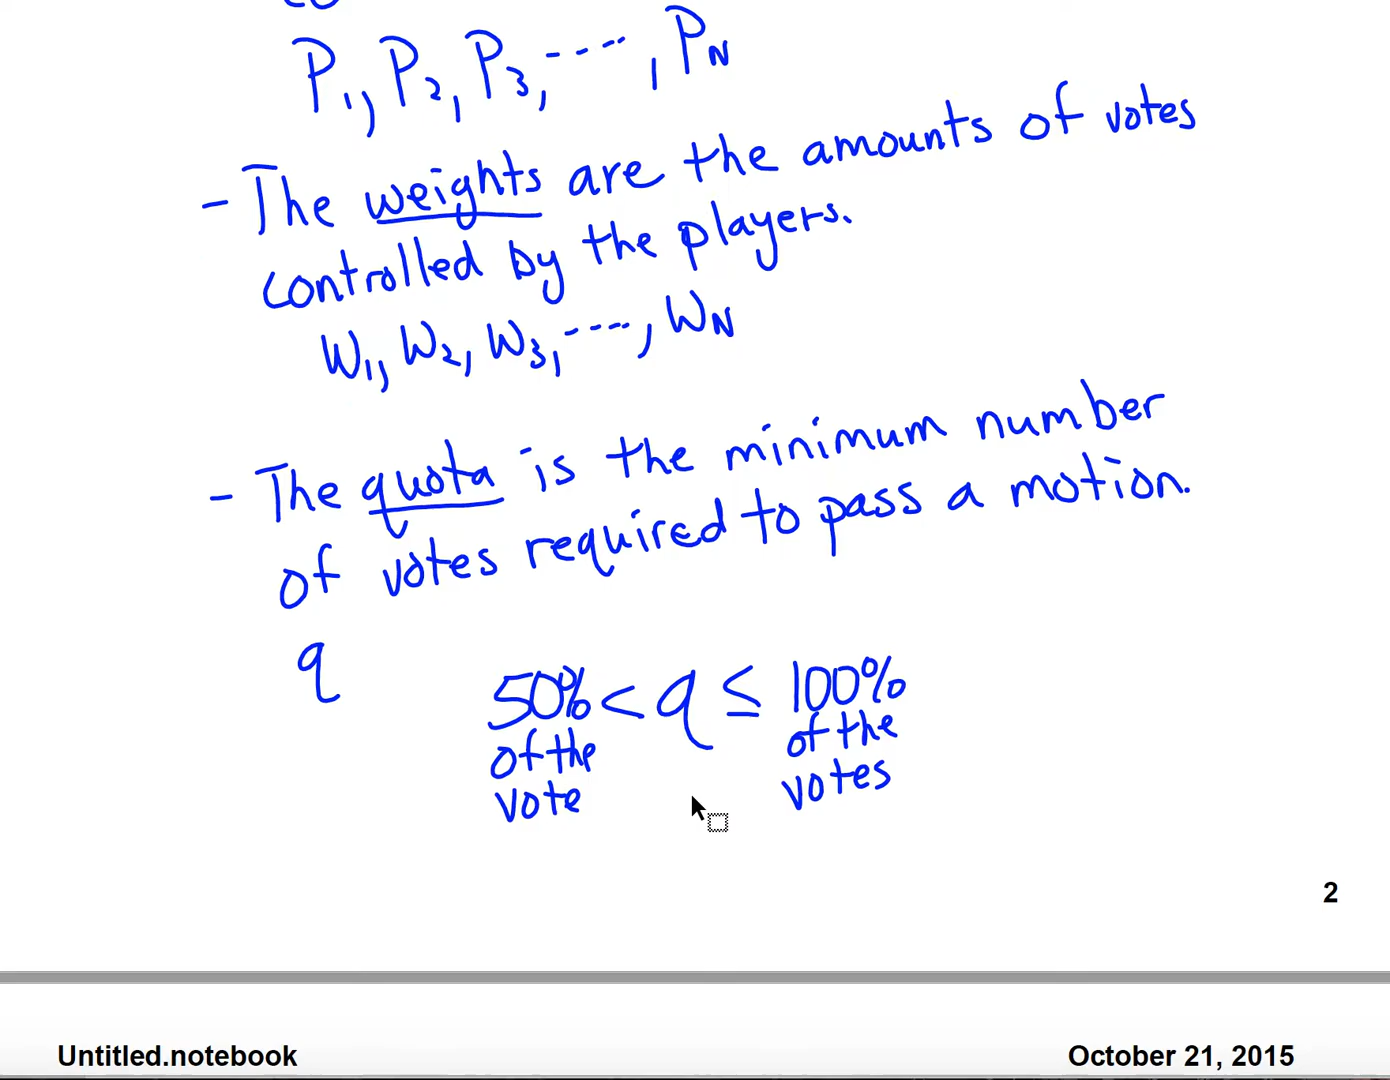 P1, P2, P3, ----, PN
- The weights are the amounts of votes
controlled by the players.
W1, W2, W3, ----, WN
- The quota is the minimum number
of votes required to pass a motion.
q
50% < q ≤ 100%
of the vote
of the votes
2
Untitled.notebook
October 21, 2015